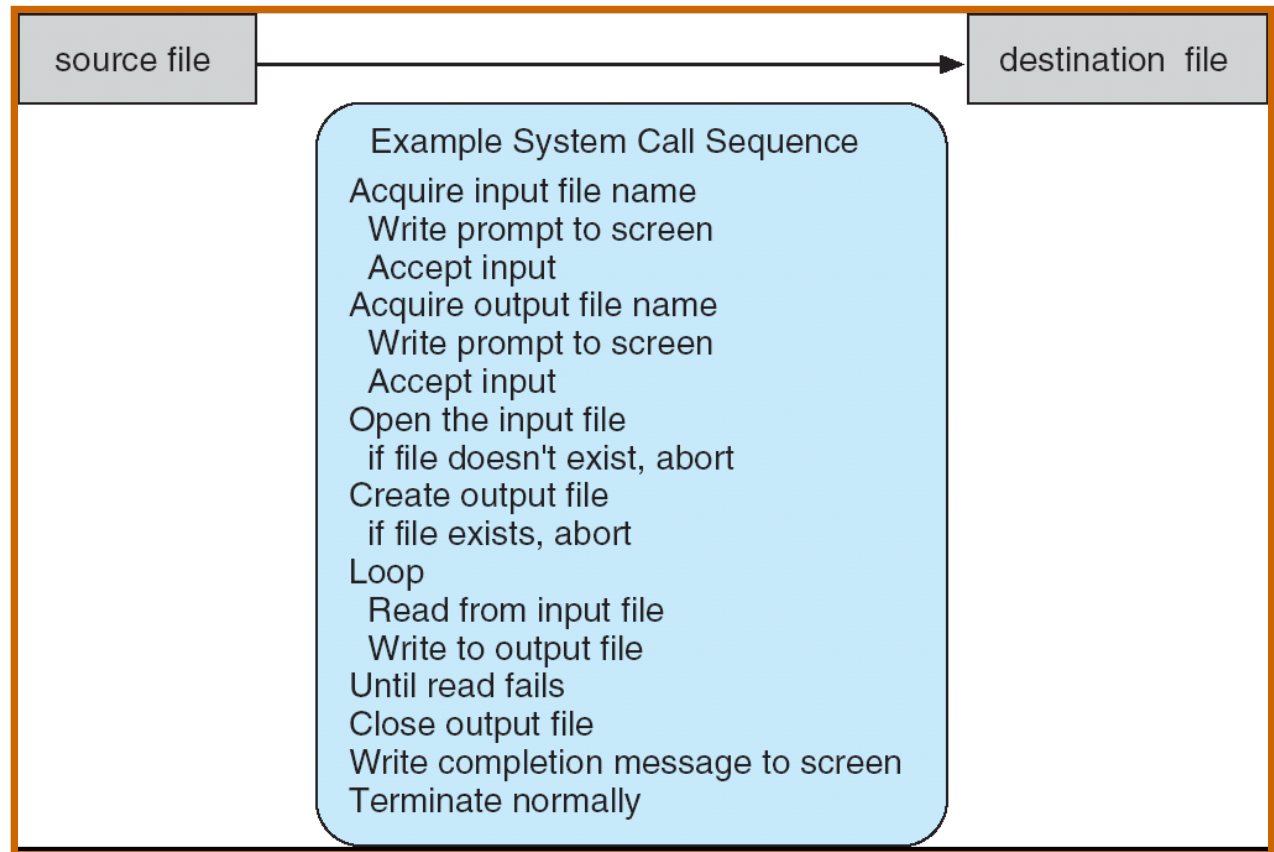 source file
destination file
Example System Call Sequence
Acquire input file name
Write prompt to screen
Accept input
Acquire output file name
Write prompt to screen
Accept input
Open the input file
if file doesn't exist, abort
Create output file
if file exists, abort
Loop
Read from input file
Write to output file
Until read fails
Close output file
Write completion message to screen
Terminate normally